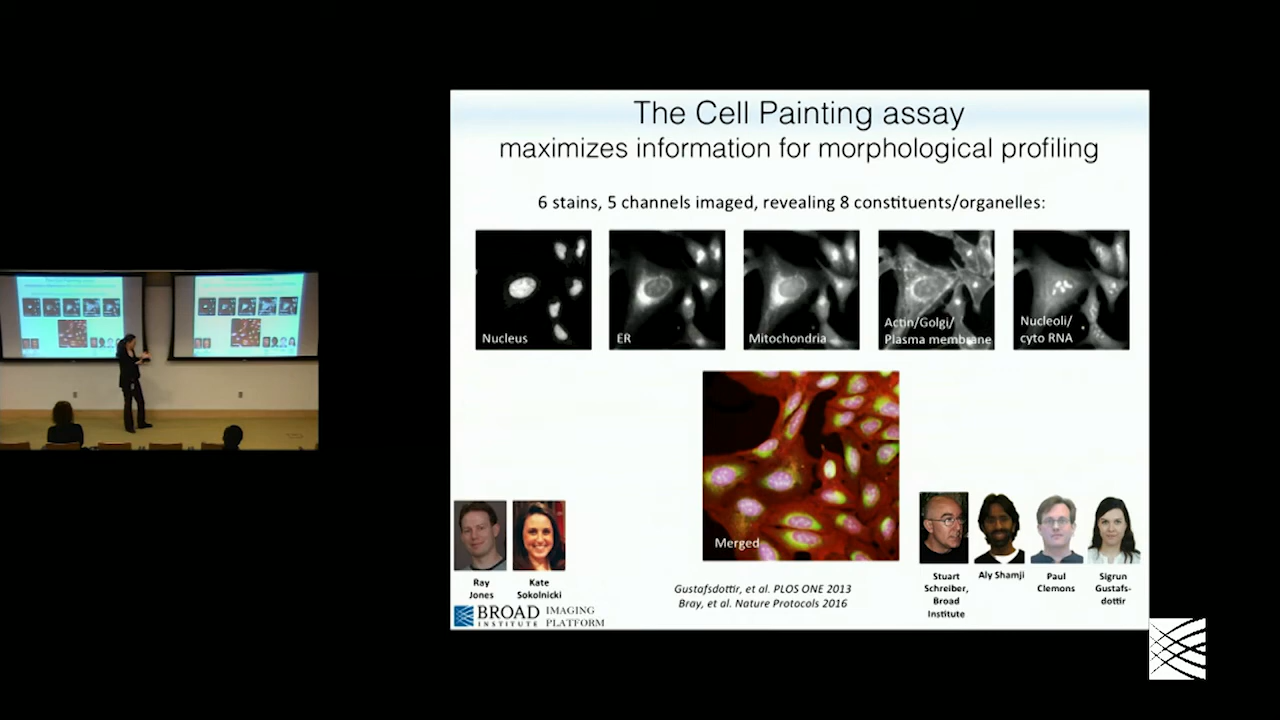 The Cell Painting assay
maximizes information for morphological profiling
6 stains, 5 channels imaged, revealing 8 constituents/organelles:
Nucleus
ER
Mitochondria
Actin/Golgi/
Plasma membrane
Nucleoli/
cyto RNA
Merged
Ray
Jones
Kate
Sokolnicki
Gustafsdottir, et al. PLOS ONE 2013
Bray, et al. Nature Protocols 2016
Stuart
Schreiber,
Broad
Institute
Aly Shamji
Paul
Clemons
Sigrun
Gustafs-
dottir
BROAD
INSTITUTE
IMAGING
PLATFORM